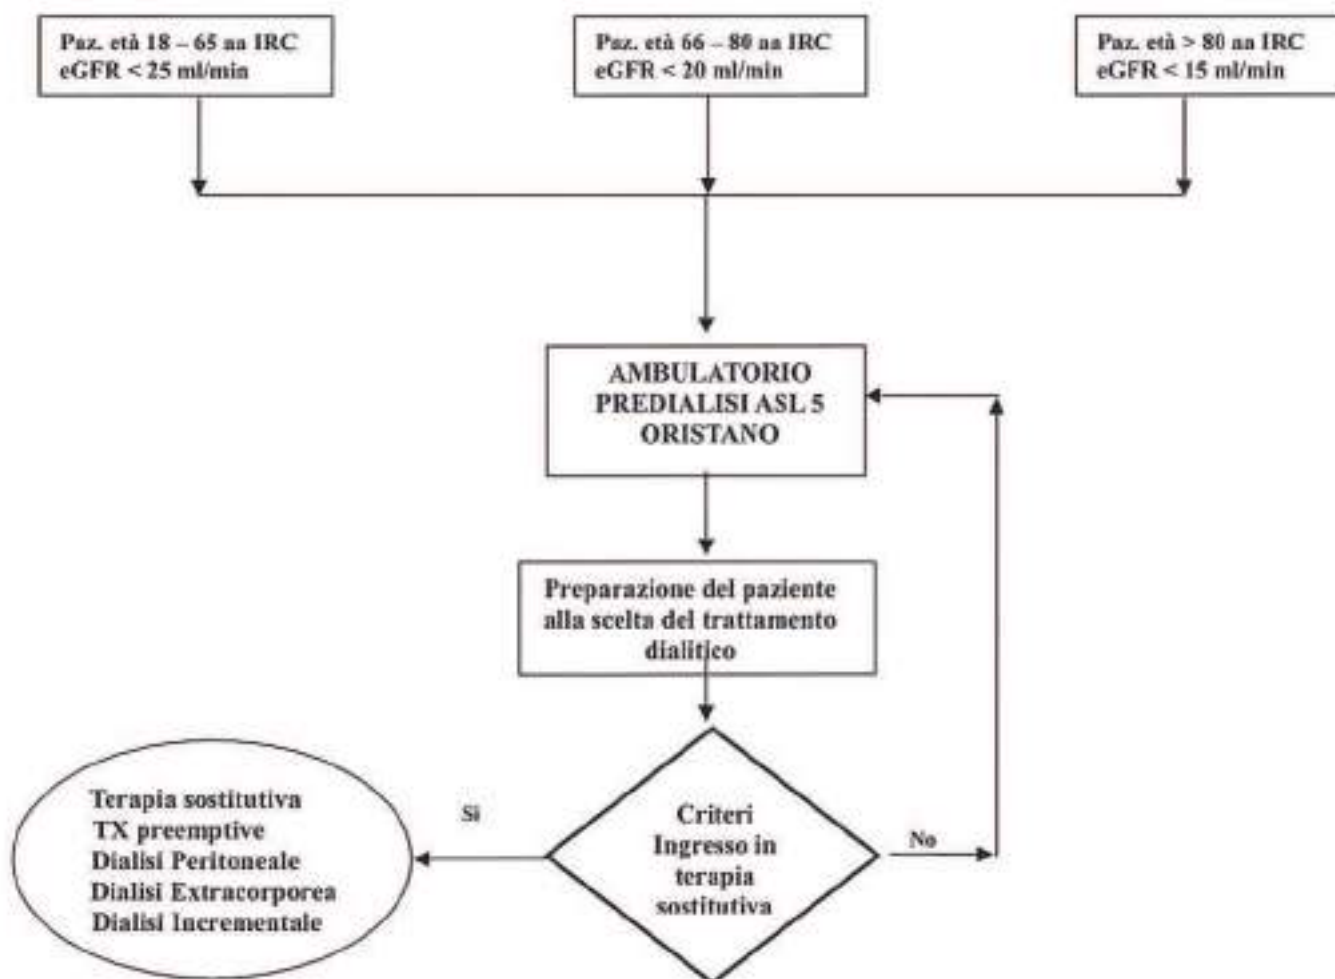 Paz. età 18 – 65 aa IRC
eGFR < 25 ml/min
Paz. età 66 – 80 aa IRC
eGFR < 20 ml/min
Paz. età > 80 aa IRC
eGFR < 15 ml/min
AMBULATORIO
PREDIALISI ASL 5
ORISTANO
Preparazione del paziente
alla scelta del trattamento
dialitico
Criteri
Ingresso in
terapia
sostitutiva
Si
No
Terapia sostitutiva
TX preemptive
Dialisi Peritoneale
Dialisi Extracorporea
Dialisi Incrementale